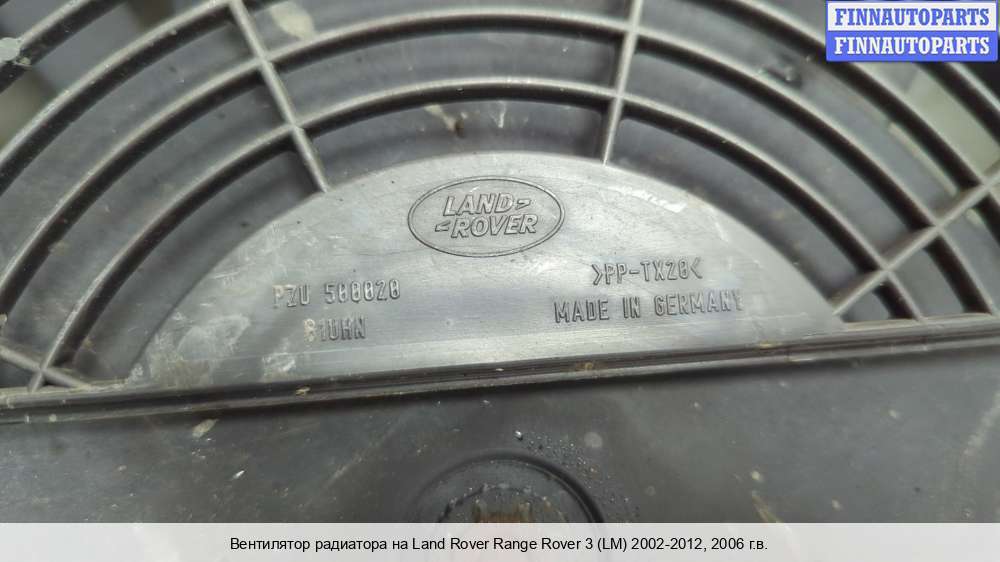 FINNAUTOPARTS
FINNAUTOPARTS
LAND
ROVER
PZU 500020
>PP-TX20<
MADE IN GERMANY
Вентилятор радиатора на Land Rover Range Rover 3 (LM) 2002-2012, 2006 г.в.